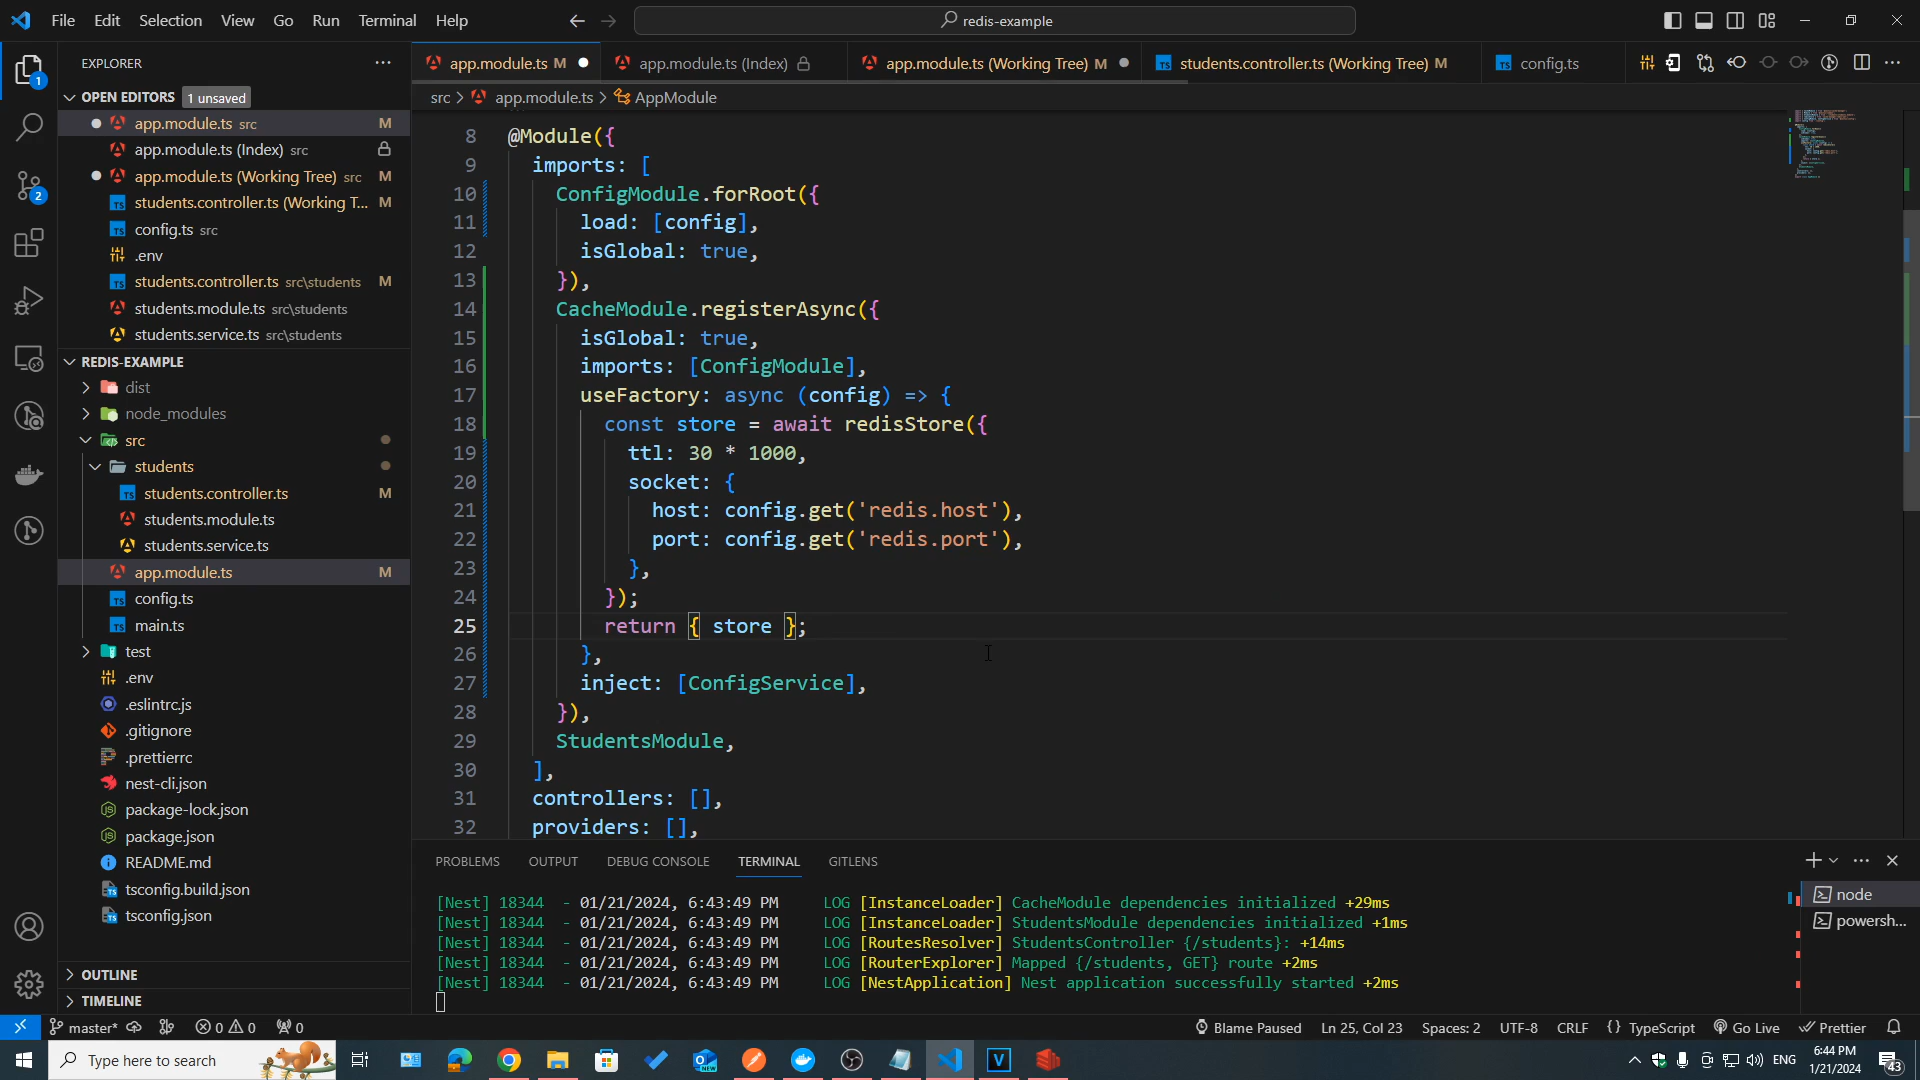 File Edit Selection View Go Run Terminal Help
redis-example
EXPLORER
OPEN EDITORS 1 unsaved
app.module.ts src M
app.module.ts (Index) src
app.module.ts (Working Tree) src M
students.controller.ts (Working T... M
config.ts src
.env
students.controller.ts src\students M
students.module.ts src\students
students.service.ts src\students
REDIS-EXAMPLE
dist
node_modules
src
students
students.controller.ts M
students.module.ts
students.service.ts
app.module.ts M
config.ts
main.ts
test
.env
.eslintrc.js
.gitignore
.prettierrc
nest-cli.json
package-lock.json
package.json
README.md
tsconfig.build.json
tsconfig.json
OUTLINE
TIMELINE
app.module.ts M app.module.ts (Index) app.module.ts (Working Tree) M students.controller.ts (Working Tree) M config.ts
src > app.module.ts > AppModule
8 @Module({
9 imports: [
10 ConfigModule.forRoot({
11 load: [config],
12 isGlobal: true,
13 }),
14 CacheModule.registerAsync({
15 isGlobal: true,
16 imports: [ConfigModule],
17 useFactory: async (config) => {
18 const store = await redisStore({
19 ttl: 30 * 1000,
20 socket: {
21 host: config.get('redis.host'),
22 port: config.get('redis.port'),
23 },
24 });
25 return { store };
26 },
27 inject: [ConfigService],
28 }),
29 StudentsModule,
30 ],
31 controllers: [],
32 providers: [],
PROBLEMS OUTPUT DEBUG CONSOLE TERMINAL GITLENS
[Nest] 18344 - 01/21/2024, 6:43:49 PM LOG [InstanceLoader] CacheModule dependencies initialized +29ms
[Nest] 18344 - 01/21/2024, 6:43:49 PM LOG [InstanceLoader] StudentsModule dependencies initialized +1ms
[Nest] 18344 - 01/21/2024, 6:43:49 PM LOG [RoutesResolver] StudentsController {/students}: +14ms
[Nest] 18344 - 01/21/2024, 6:43:49 PM LOG [RouterExplorer] Mapped {/students, GET} route +2ms
[Nest] 18344 - 01/21/2024, 6:43:49 PM LOG [NestApplication] Nest application successfully started +2ms
node
powersh...
master* 0 0 0 Blame Paused Ln 25, Col 23 Spaces: 2 UTF-8 CRLF {} TypeScript Go Live Prettier
Type here to search
ENG
6:44 PM
1/21/2024
43